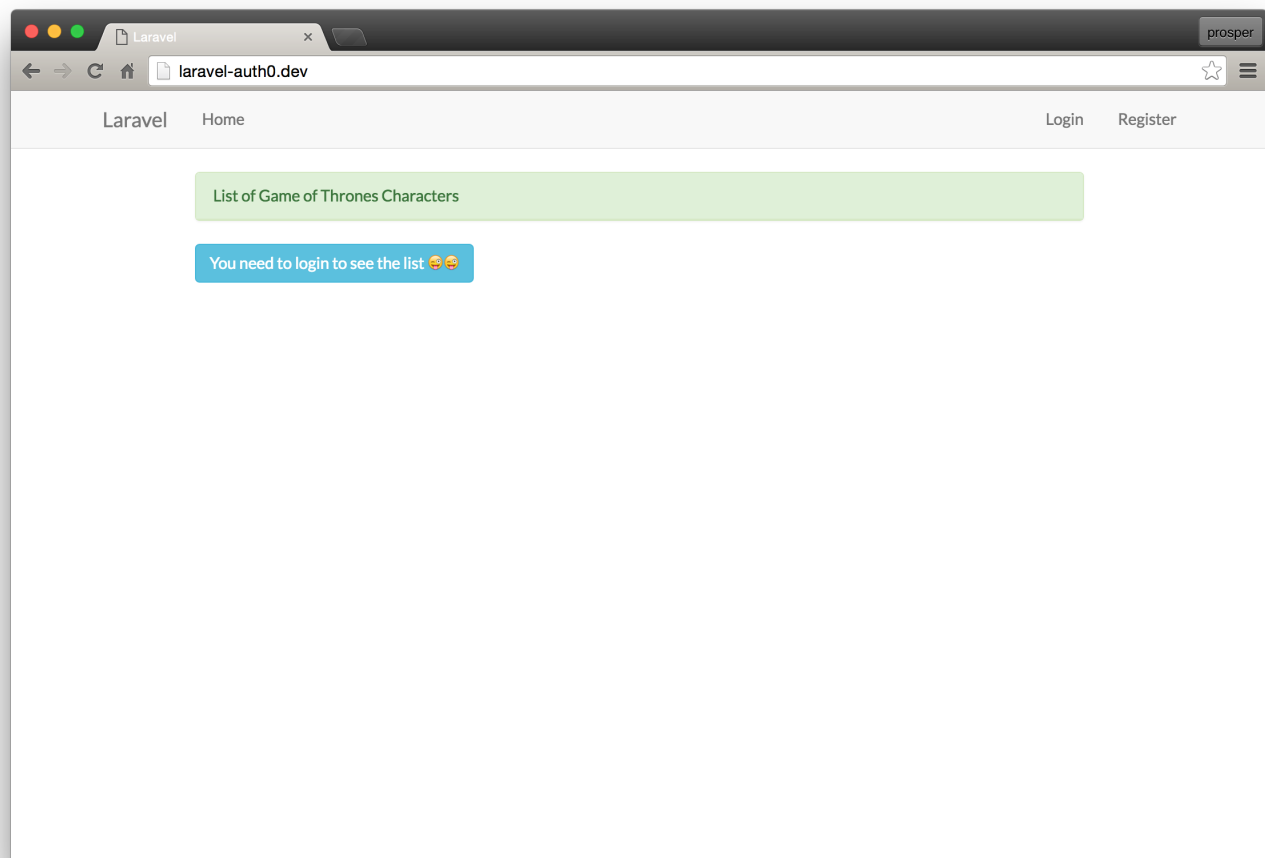 Laravel
prosper
laravel-auth0.dev
Laravel Home Login Register
List of Game of Thrones Characters
You need to login to see the list 😜😜